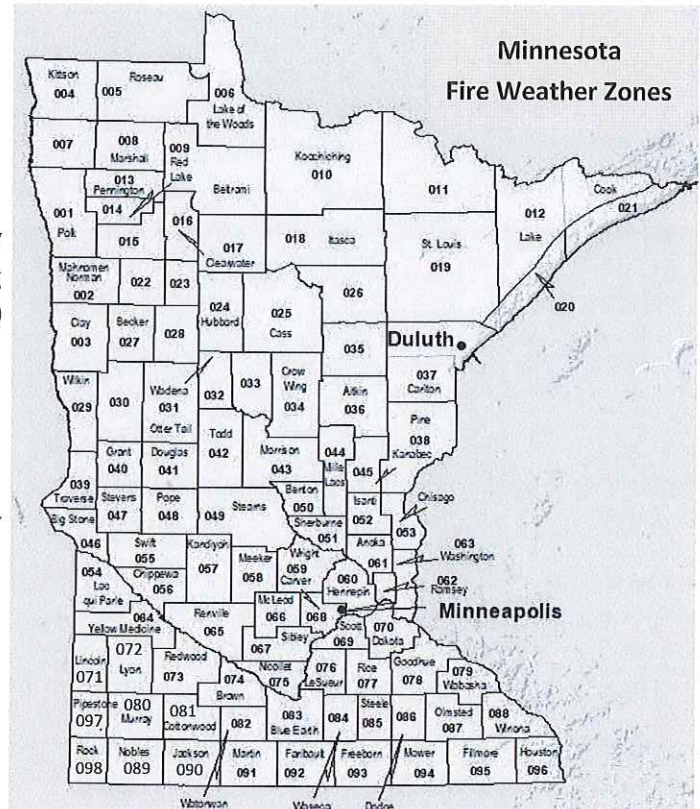 Minnesota
Fire Weather Zones
Kittson
004
Roseau
005
006
Lake of
the Woods
007
008
Marshall
009
Red
Lake
Koochiching
010
011
Cook
021
012
Lake
013
Pennington
014
Beltrami
001
Polk
015
016
017
Clearwater
018
Itasca
St. Louis
019
020
Mahnomen
Norman
002
022
023
024
Hubbard
025
Cass
026
Clay
003
Becker
027
028
035
Duluth
037
Carlton
Wilkin
029
030
Wadena
031
Otter Tail
032
033
Crow
Wing
034
Aitkin
036
Pine
038
Kanabec
Grant
040
Douglas
041
Todd
042
Morrison
043
044
Mille
Lacs
045
039
Traverse
Stevens
047
Pope
048
049
Stearns
Benton
050
Isanti
052
Chisago
053
Big Stone
046
Swift
055
Kandiyohi
057
Sherburne
051
Anoka
061
063
Washington
054
Lac
qui Parle
Chippewa
056
Meeker
058
Wright
059
Carver
060
Hennepin
062
Ramsey
Minneapolis
064
Yellow Medicine
Renville
065
McLeod
066
068
Scott
069
070
Dakota
067
Sibley
Lincoln
071
072
Lyon
Redwood
073
074
Brown
Nicollet
075
076
LeSueur
Rice
077
Goodhue
078
079
Wabasha
Pipestone
097
080
Murray
081
Cottonwood
082
083
Blue Earth
084
Steele
085
086
Olmsted
087
088
Winona
Rock
098
Nobles
089
Jackson
090
Martin
091
Faribault
092
Freeborn
093
Mower
094
Fillmore
095
Houston
096
Watonwan
Waseca
Dodge